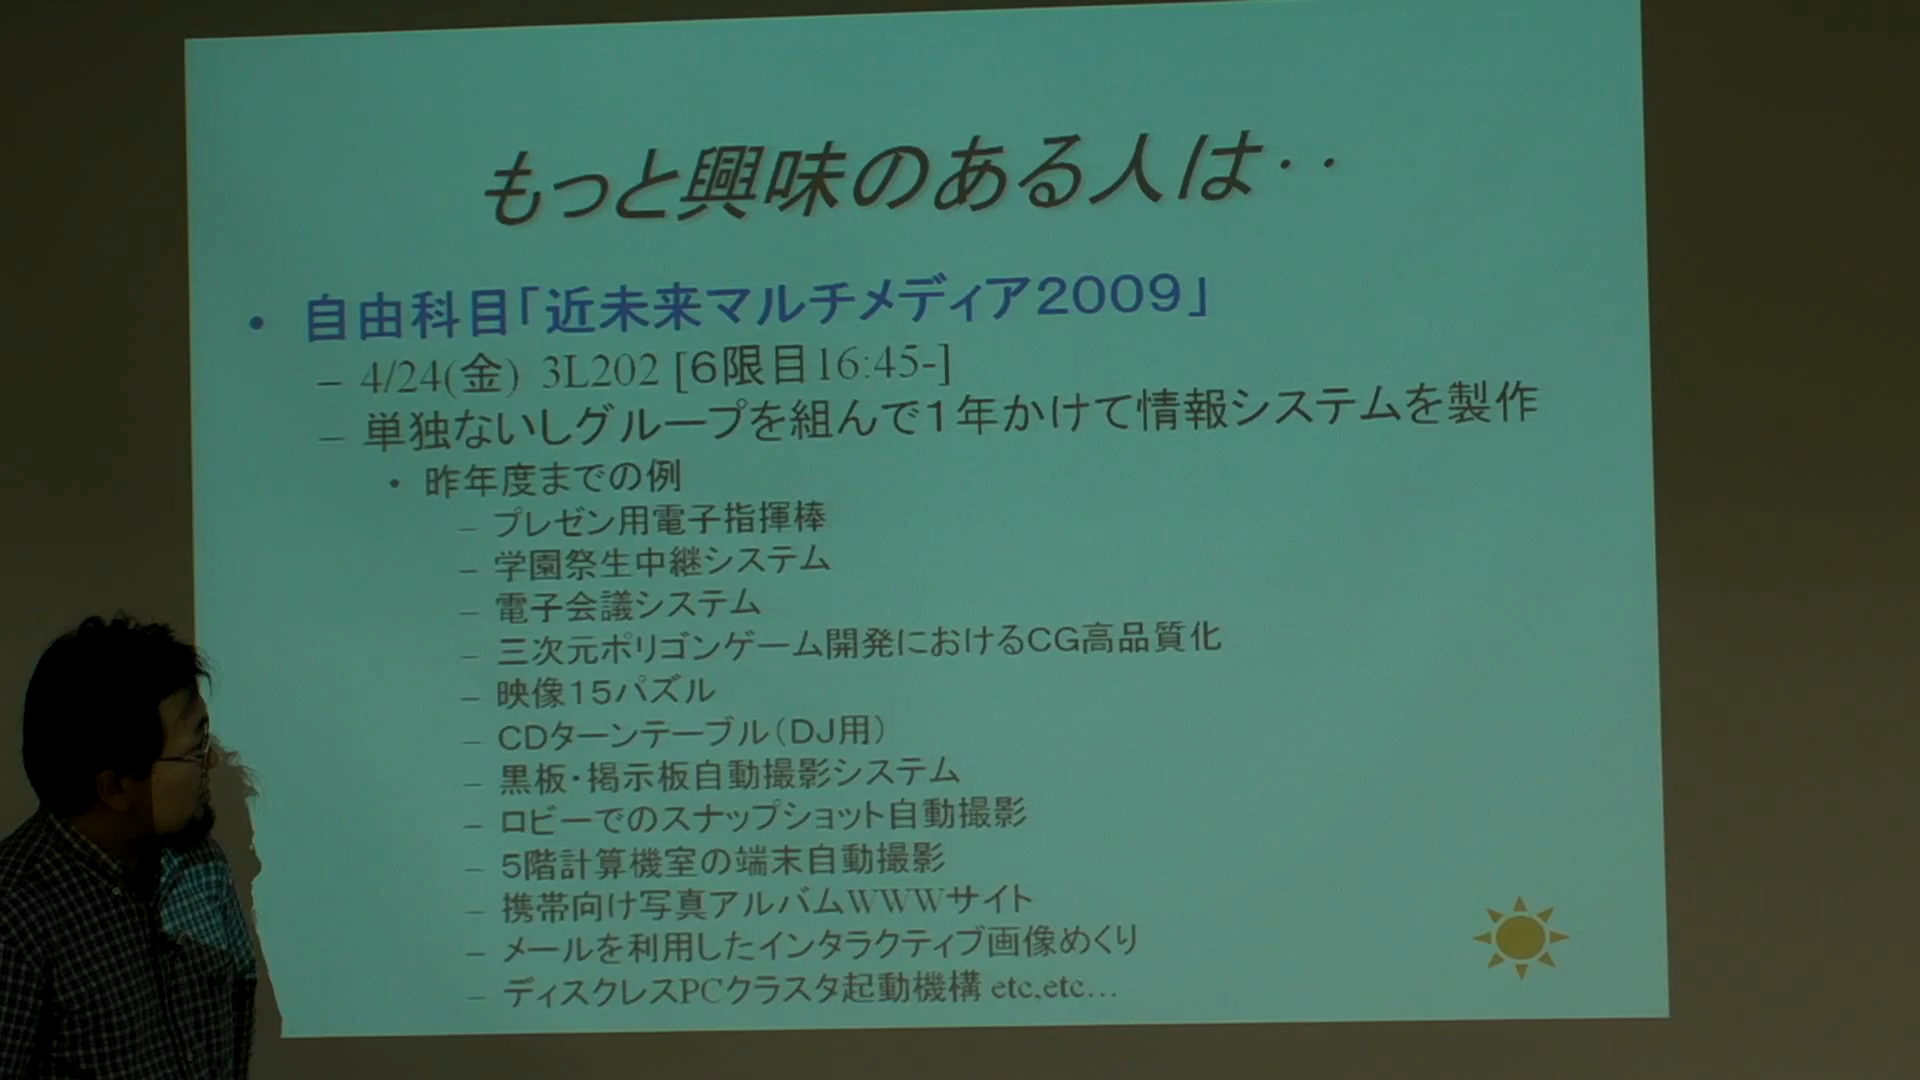 もっと興味のある人は‥
• 自由科目「近未来マルチメディア2009」
– 4/24(金) 3L202 [6限目16:45-]
– 単独ないしグループを組んで1年かけて情報システムを製作
• 昨年度までの例
– プレゼン用電子指揮棒
– 学園祭生中継システム
– 電子会議システム
– 三次元ポリゴンゲーム開発におけるCG高品質化
– 映像15パズル
– CDターンテーブル(DJ用)
– 黒板・掲示板自動撮影システム
– ロビーでのスナップショット自動撮影
– 5階計算機室の端末自動撮影
– 携帯向け写真アルバムWWWサイト
– メールを利用したインタラクティブ画像めくり
– ディスクレスPCクラスタ起動機構 etc,etc…